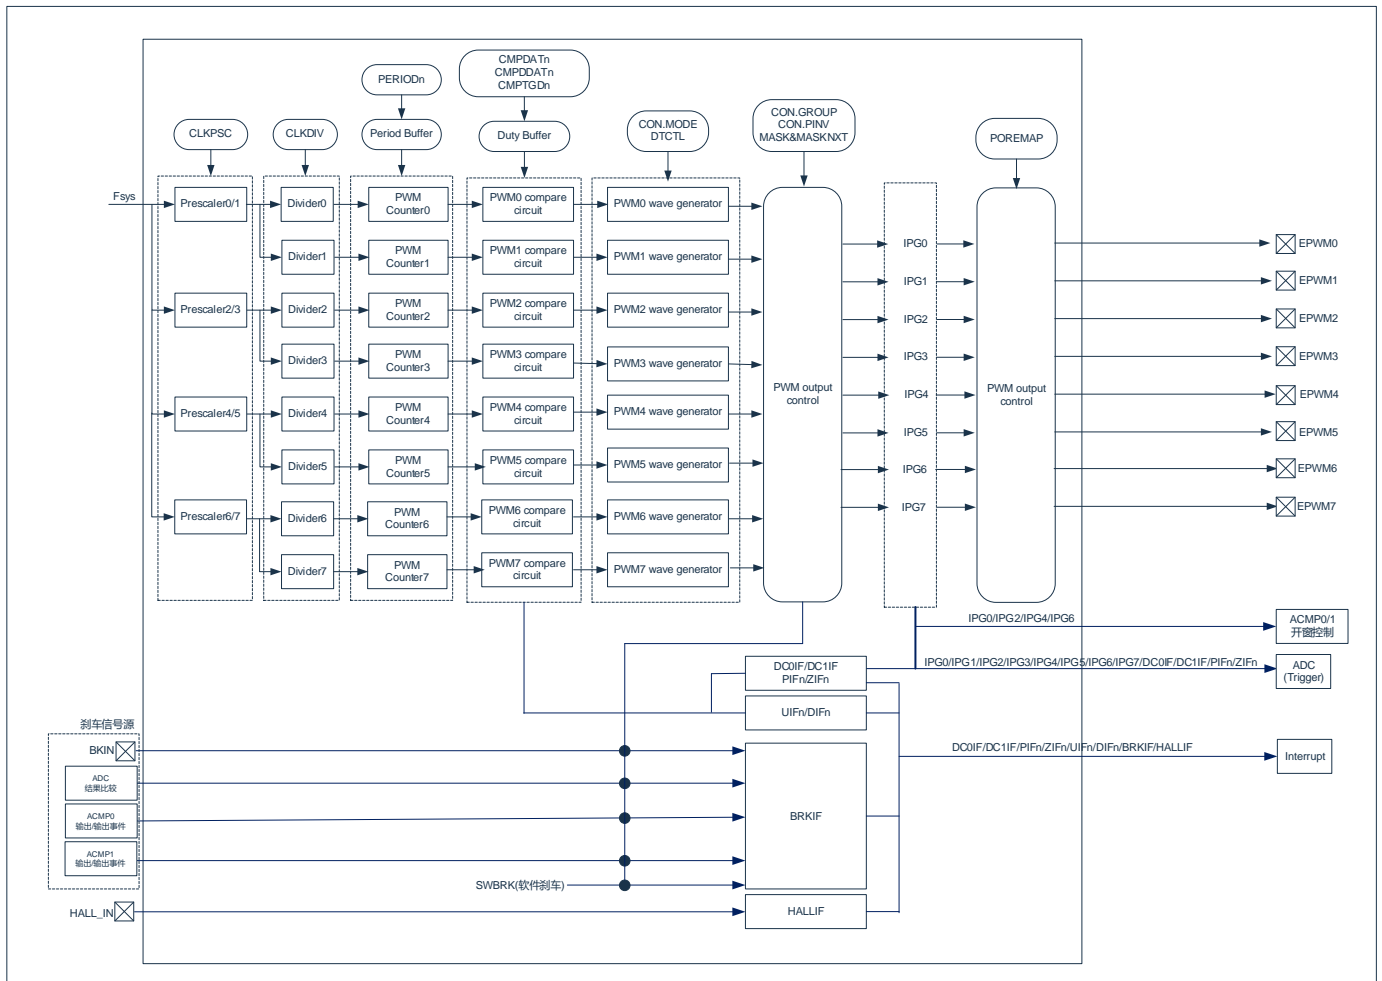 CMPDATn
CMPDDATn
CMPTGDn
PERIODn
CON.GROUP
CON.PINV
MASK&MASKNXT
CON.MODE
DTCTL
CLKPSC
CLKDIV
Period Buffer
Duty Buffer
POREMAP
Fsys
Prescaler0/1
Divider0
PWM
Counter0
PWM0 compare
circuit
PWM0 wave generator
Divider1
PWM
Counter1
PWM1 compare
circuit
PWM1 wave generator
Prescaler2/3
Divider2
PWM
Counter2
PWM2 compare
circuit
PWM2 wave generator
Divider3
PWM
Counter3
PWM3 compare
circuit
PWM3 wave generator
Prescaler4/5
Divider4
PWM
Counter4
PWM4 compare
circuit
PWM4 wave generator
Divider5
PWM
Counter5
PWM5 compare
circuit
PWM5 wave generator
Prescaler6/7
Divider6
PWM
Counter6
PWM6 compare
circuit
PWM6 wave generator
Divider7
PWM
Counter7
PWM7 compare
circuit
PWM7 wave generator
PWM output
control
IPG0
IPG1
IPG2
IPG3
IPG4
IPG5
IPG6
IPG7
PWM output
control
EPWM0
EPWM1
EPWM2
EPWM3
EPWM4
EPWM5
EPWM6
EPWM7
IPG0/IPG2/IPG4/IPG6
ACMP0/1
开窗控制
DC0IF/DC1IF
PIFn/ZIFn
IPG0/IPG1/IPG2/IPG3/IPG4/IPG5/IPG6/IPG7/DC0IF/DC1IF/PIFn/ZIFn
ADC
(Trigger)
UIFn/DIFn
刹车信号源
BKIN
DC0IF/DC1IF/PIFn/ZIFn/UIFn/DIFn/BRKIF/HALLIF
Interrupt
ADC
结果比较
ACMP0
输出/输出事件
BRKIF
ACMP1
输出/输出事件
SWBRK(软件刹车)
HALL_IN
HALLIF